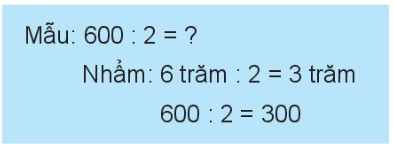 Mẫu: 600 : 2 = ?
Nhẩm: 6 trăm : 2 = 3 trăm
600 : 2 = 300